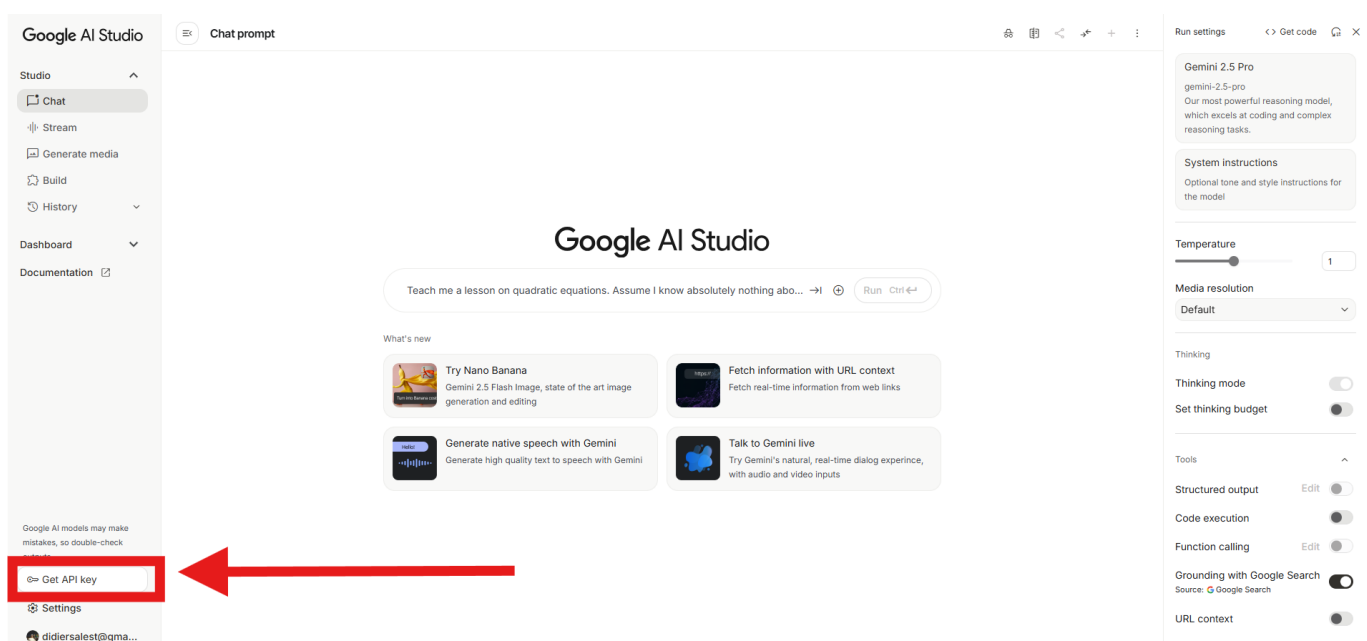 Google AI Studio
Studio
Chat
Stream
Generate media
Build
History
Dashboard
Documentation
Google AI models may make
mistakes, so double-check
Get API key
Settings
didiersalest@gma...
Chat prompt
Google AI Studio
Teach me a lesson on quadratic equations. Assume I know absolutely nothing abo...
Run Ctrl
What's new
Try Nano Banana
Gemini 2.5 Flash Image, state of the art image
generation and editing
Fetch information with URL context
Fetch real-time information from web links
https://
Hello!
Generate native speech with Gemini
Generate high quality text to speech with Gemini
Talk to Gemini live
Try Gemini's natural, real-time dialog experince,
with audio and video inputs
Run settings
<> Get code
Gemini 2.5 Pro
gemini-2.5-pro
Our most powerful reasoning model,
which excels at coding and complex
reasoning tasks.
System instructions
Optional tone and style instructions for
the model
Temperature
1
Media resolution
Default
Thinking
Thinking mode
Set thinking budget
Tools
Structured output Edit
Code execution
Function calling Edit
Grounding with Google Search
Source: Google Search
URL context